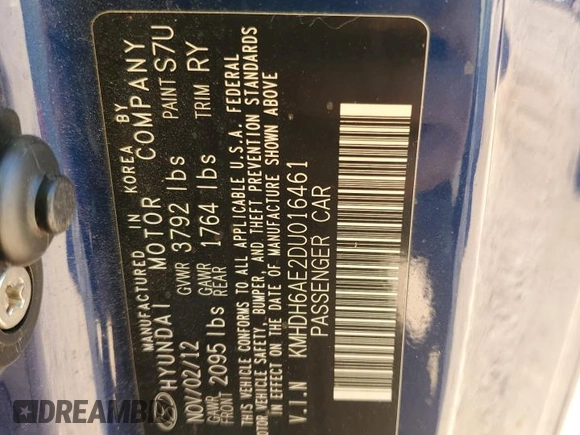 MANUFACTURED IN KOREA BY
HYUNDAI MOTOR COMPANY
NOV/02/12 GVWR 3792 lbs PAINT S7U
GAWR FRONT 2095 lbs GAWR REAR 1764 lbs TRIM RY
THIS VEHICLE CONFORMS TO ALL APPLICABLE U.S.A. FEDERAL
MOTOR VEHICLE SAFETY, BUMPER, AND THEFT PREVENTION STANDARDS
IN EFFECT ON THE DATE OF MANUFACTURE SHOWN ABOVE
V.I.N KMHDH6AE2DU016461
PASSENGER CAR
DREAMBID